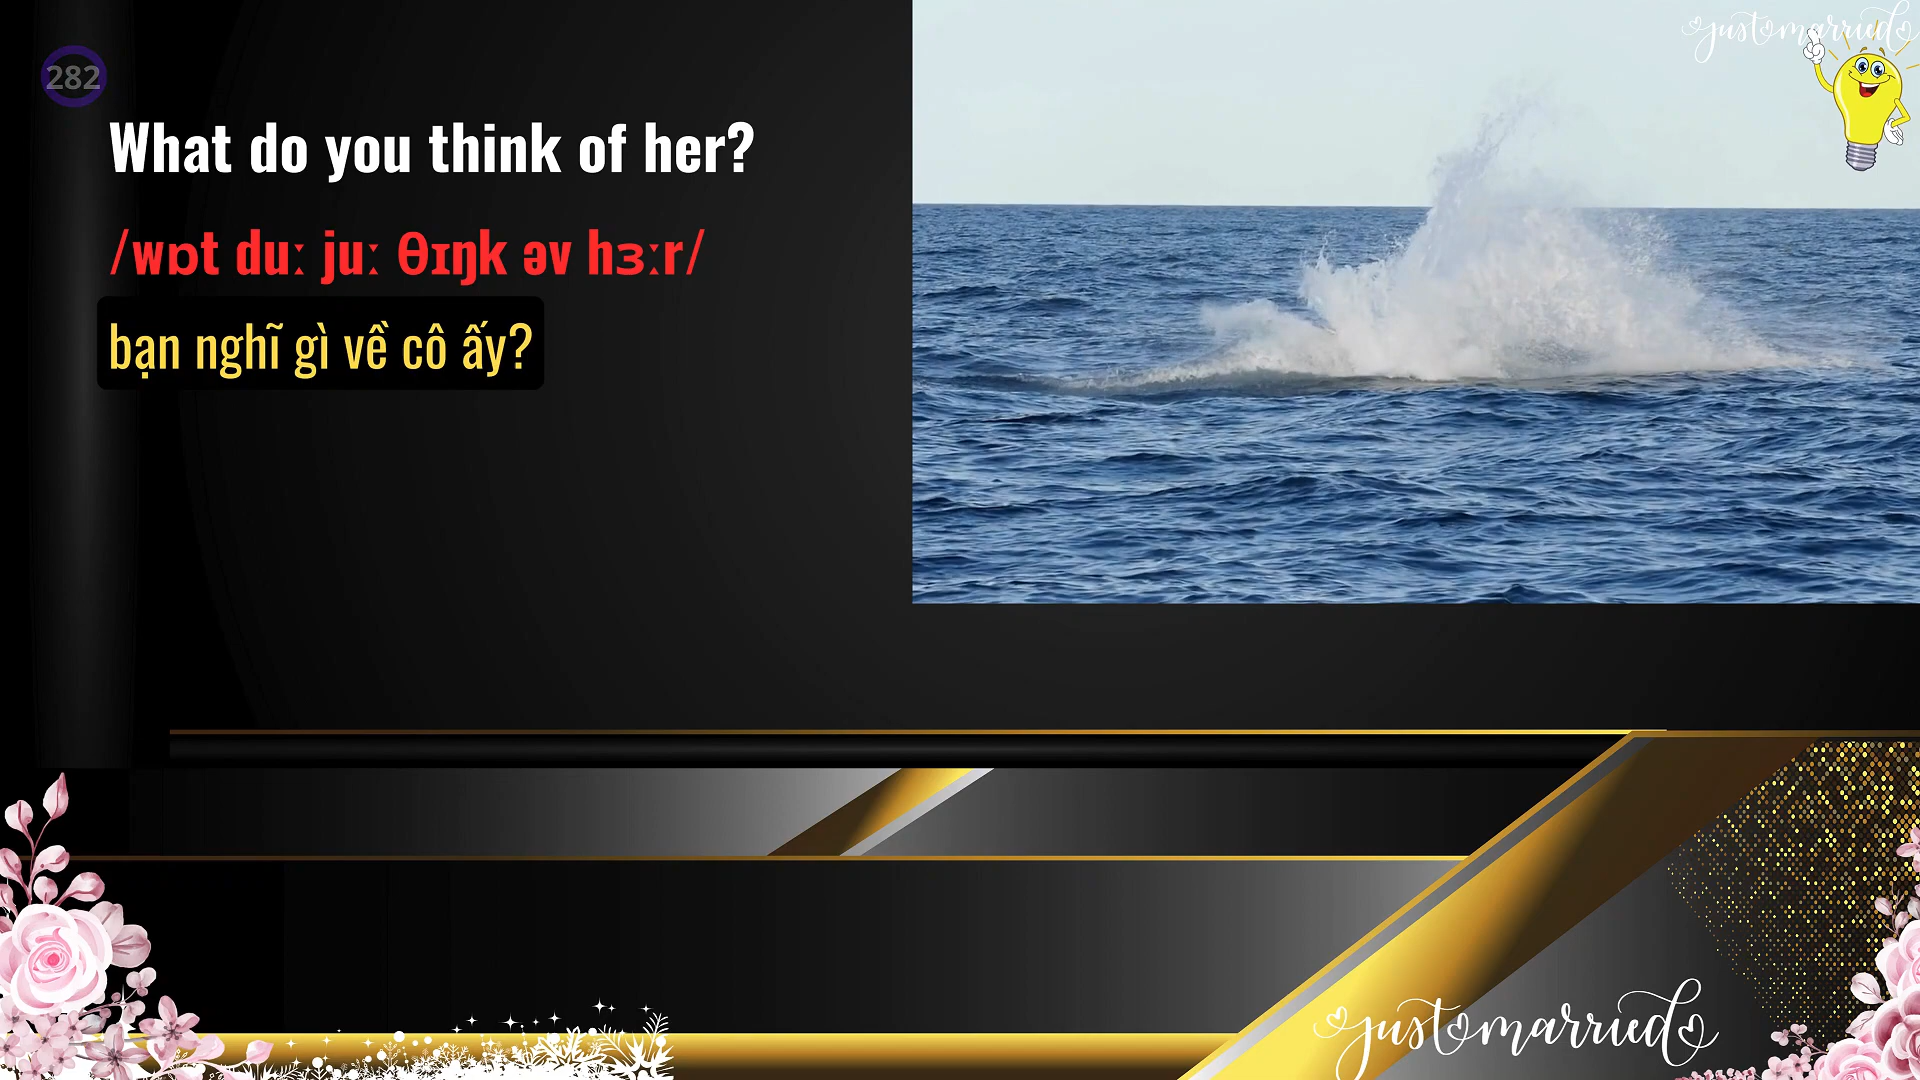 justmarried
282
What do you think of her?
/wɒt duː juː θɪŋk əv hɜːr/
bạn nghĩ gì về cô ấy?
justmarried